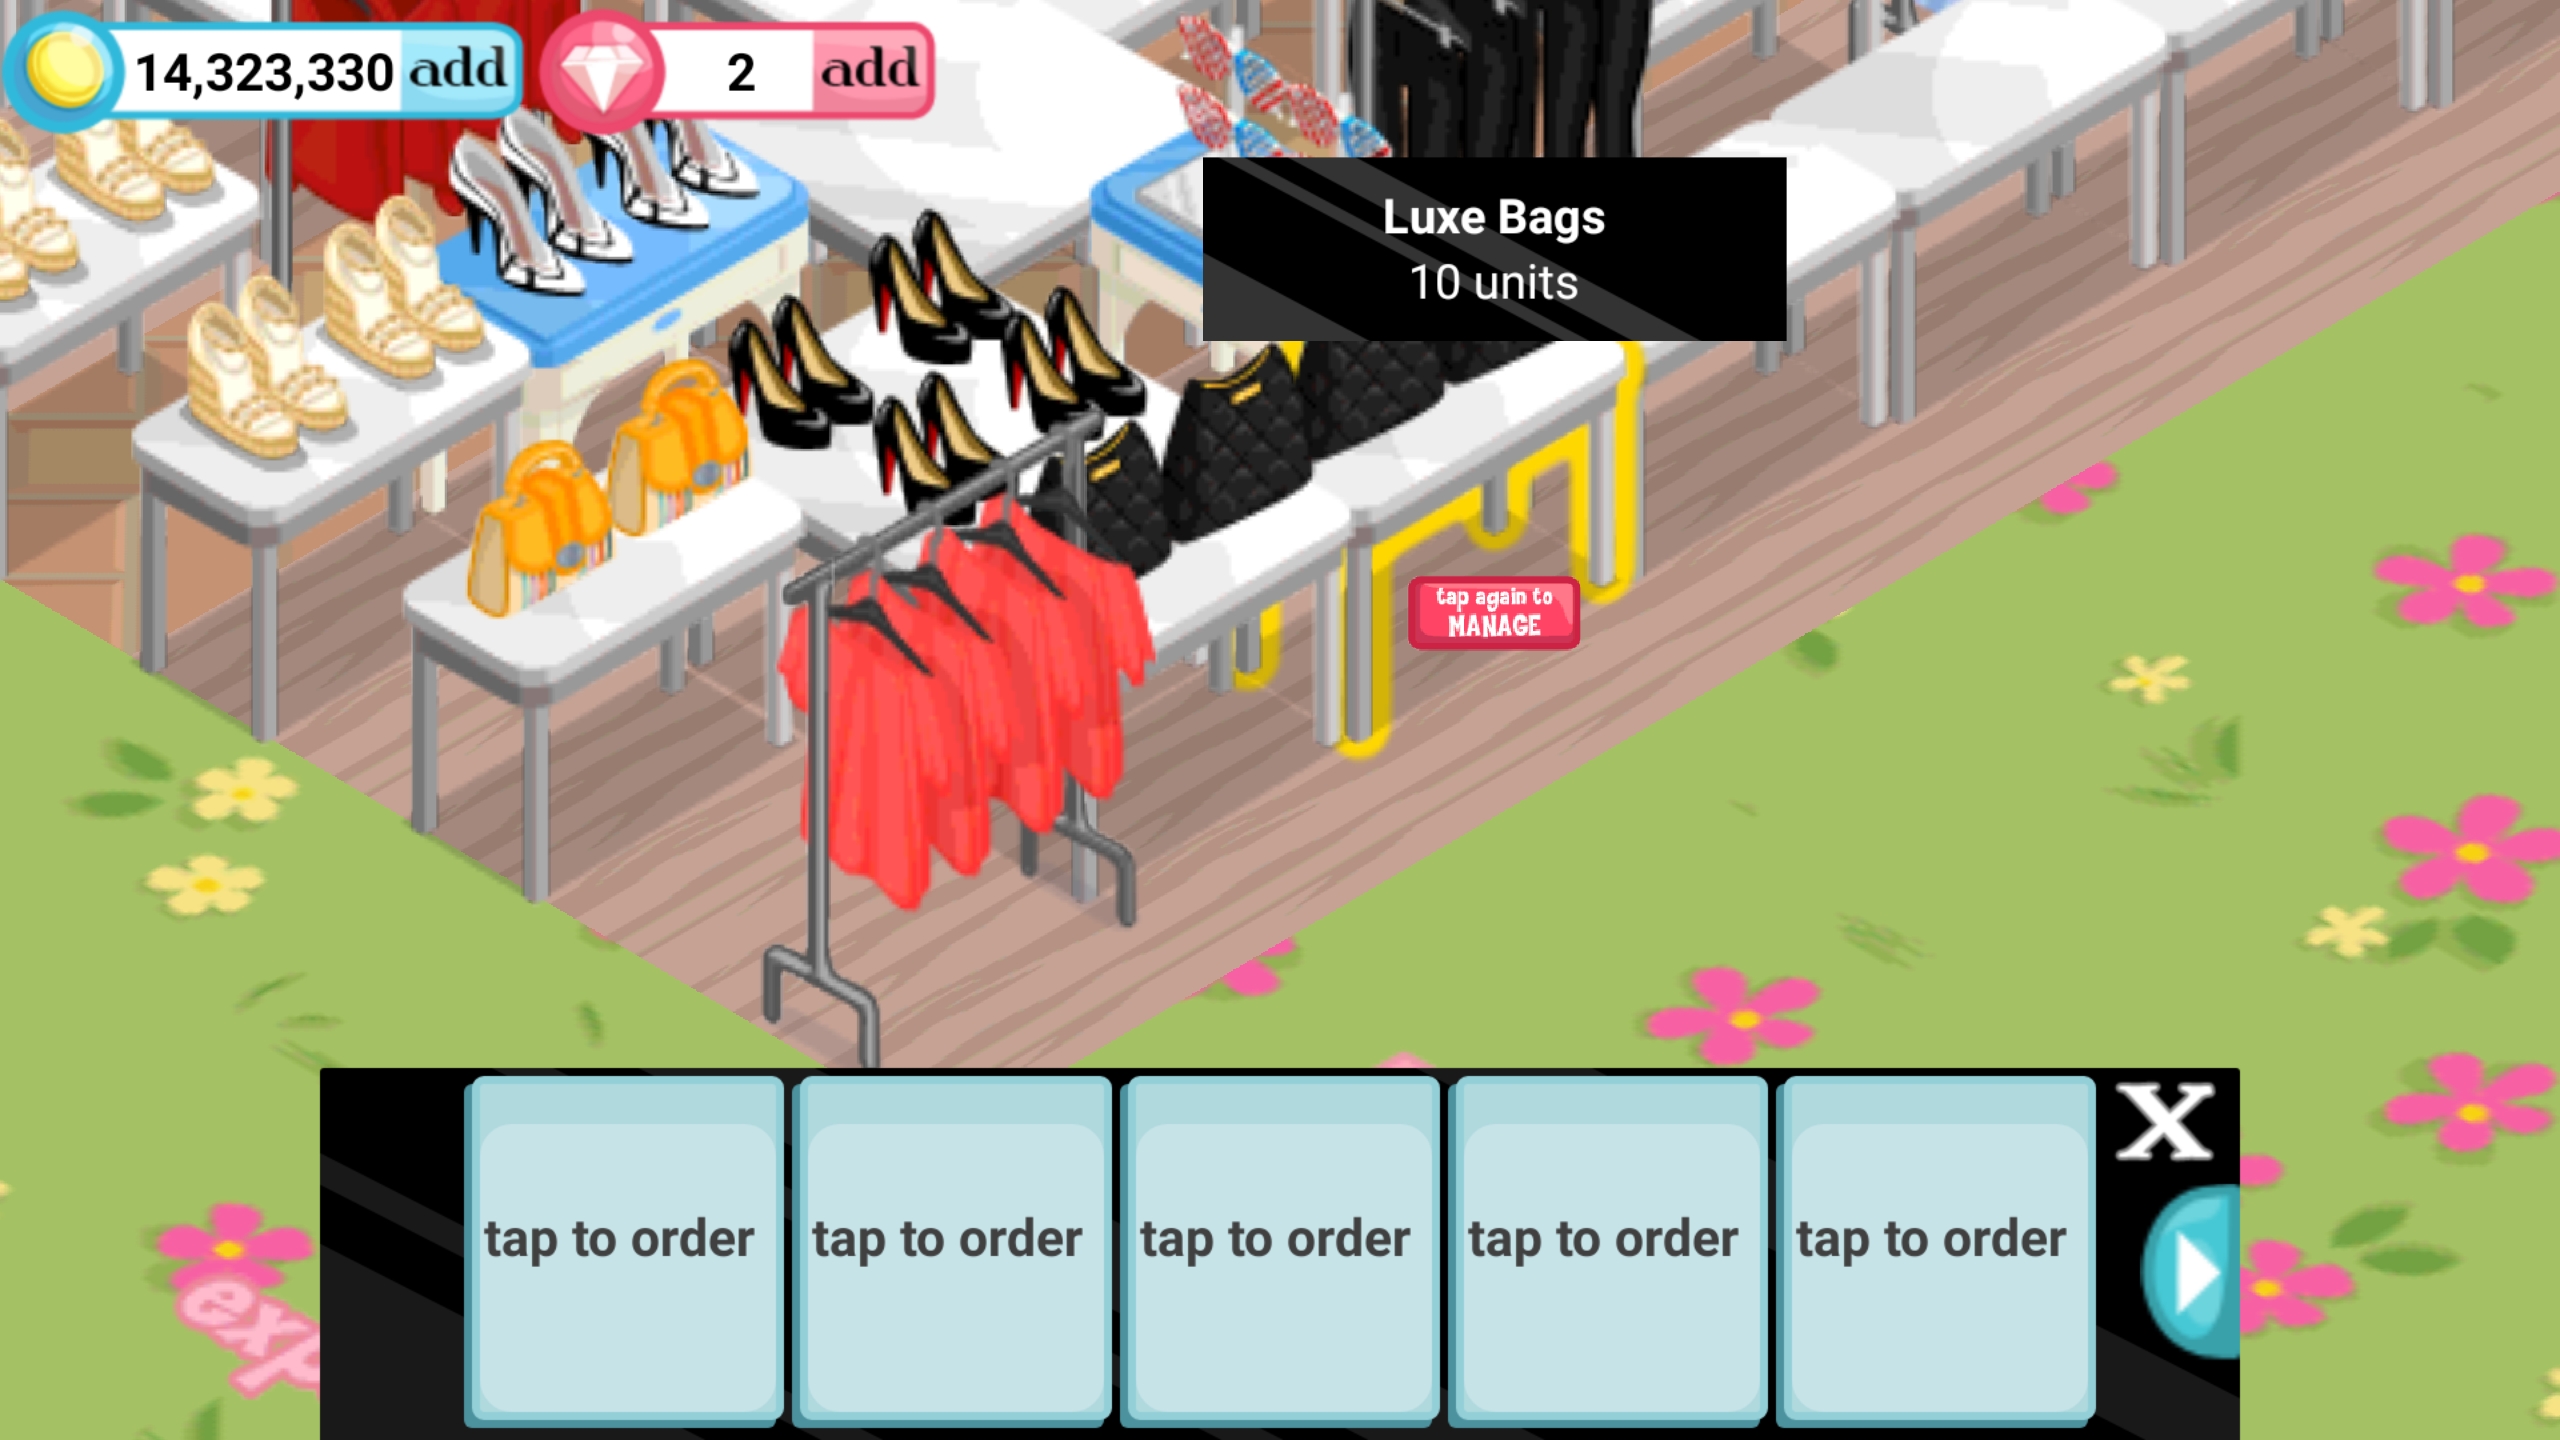 14,323,330 add 2 add
Luxe Bags
10 units
tap again to
MANAGE
tap to order tap to order tap to order tap to order tap to order
X
exp